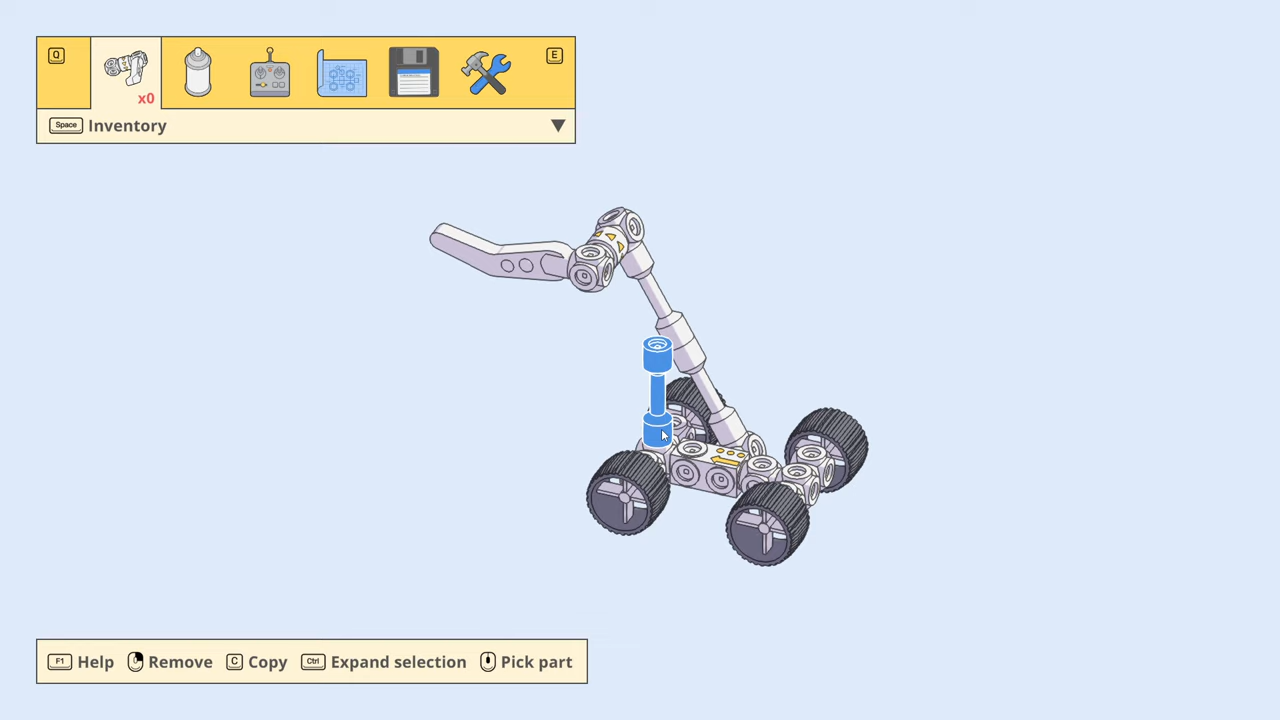 Q
E
x0
Space Inventory
F1 Help Remove C Copy Ctrl Expand selection Pick part